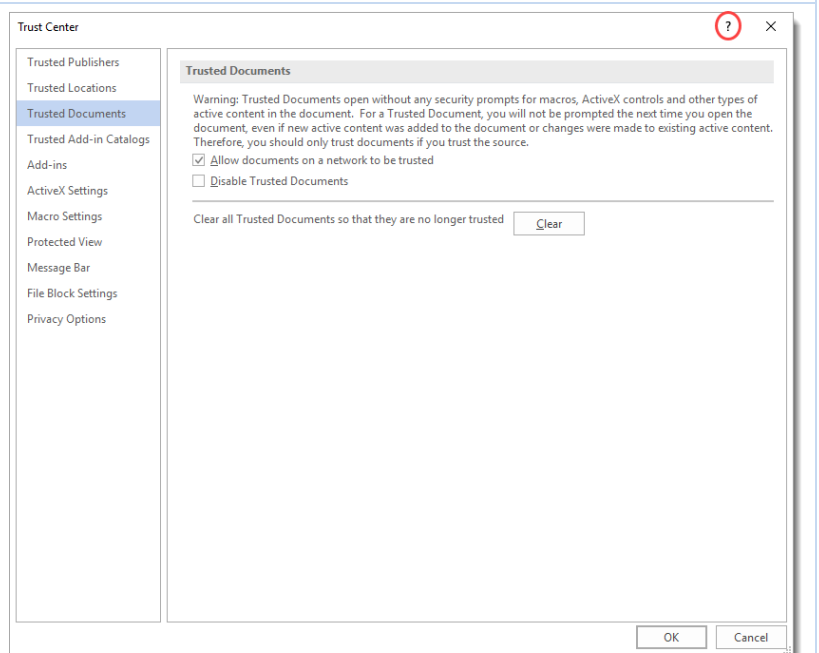 Trust Center
?
Trusted Publishers
Trusted Locations
Trusted Documents
Trusted Add-in Catalogs
Add-ins
ActiveX Settings
Macro Settings
Protected View
Message Bar
File Block Settings
Privacy Options
Trusted Documents
Warning: Trusted Documents open without any security prompts for macros, ActiveX controls and other types of
active content in the document.  For a Trusted Document, you will not be prompted the next time you open the
document, even if new active content was added to the document or changes were made to existing active content.
Therefore, you should only trust documents if you trust the source.
Allow documents on a network to be trusted
Disable Trusted Documents
Clear all Trusted Documents so that they are no longer trusted
Clear
OK
Cancel